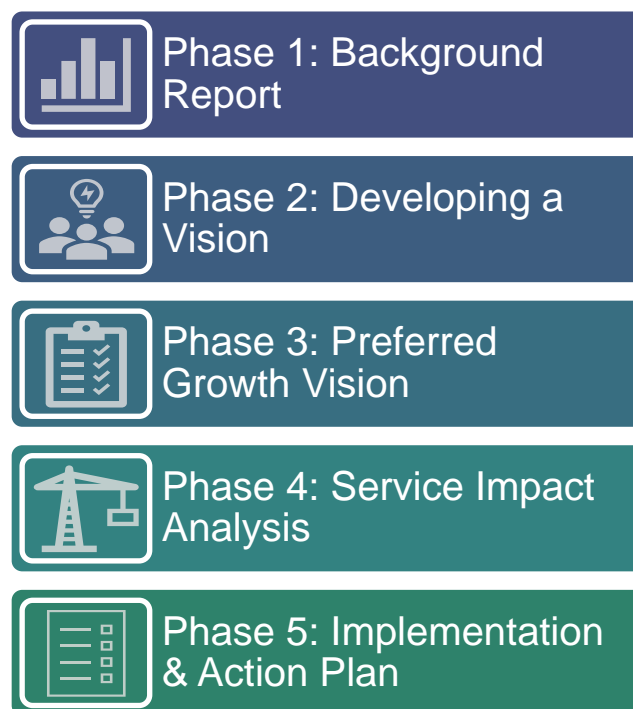 Phase 1: Background
Report
Phase 2: Developing a
Vision
Phase 3: Preferred
Growth Vision
Phase 4: Service Impact
Analysis
Phase 5: Implementation
& Action Plan